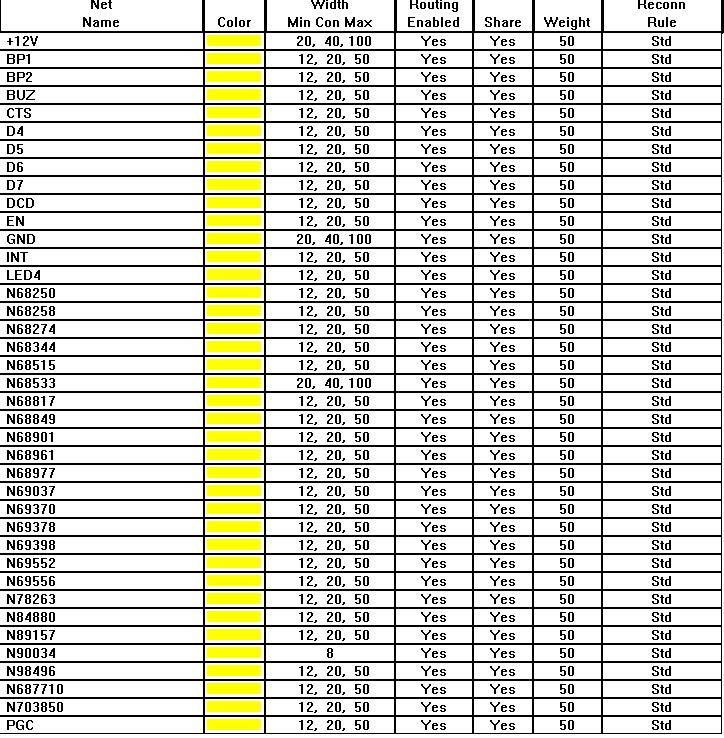 Net Width Routing Reconn
Name Color Min Con Max Enabled Share Weight Rule
+12V 20, 40,100 Yes Yes 50 Std
BP1 12, 20, 50 Yes Yes 50 Std
BP2 12, 20, 50 Yes Yes 50 Std
BUZ 12, 20, 50 Yes Yes 50 Std
CTS 12, 20, 50 Yes Yes 50 Std
D4 12, 20, 50 Yes Yes 50 Std
D5 12, 20, 50 Yes Yes 50 Std
D6 12, 20, 50 Yes Yes 50 Std
D7 12, 20, 50 Yes Yes 50 Std
DCD 12, 20, 50 Yes Yes 50 Std
EN 12, 20, 50 Yes Yes 50 Std
GND 20, 40,100 Yes Yes 50 Std
INT 12, 20, 50 Yes Yes 50 Std
LED4 12, 20, 50 Yes Yes 50 Std
N68250 12, 20, 50 Yes Yes 50 Std
N68258 12, 20, 50 Yes Yes 50 Std
N68274 12, 20, 50 Yes Yes 50 Std
N68344 12, 20, 50 Yes Yes 50 Std
N68515 12, 20, 50 Yes Yes 50 Std
N68533 20, 40,100 Yes Yes 50 Std
N68817 12, 20, 50 Yes Yes 50 Std
N68849 12, 20, 50 Yes Yes 50 Std
N68901 12, 20, 50 Yes Yes 50 Std
N68961 12, 20, 50 Yes Yes 50 Std
N68977 12, 20, 50 Yes Yes 50 Std
N69037 12, 20, 50 Yes Yes 50 Std
N69370 12, 20, 50 Yes Yes 50 Std
N69378 12, 20, 50 Yes Yes 50 Std
N69398 12, 20, 50 Yes Yes 50 Std
N69552 12, 20, 50 Yes Yes 50 Std
N69556 12, 20, 50 Yes Yes 50 Std
N78263 12, 20, 50 Yes Yes 50 Std
N84880 12, 20, 50 Yes Yes 50 Std
N89157 12, 20, 50 Yes Yes 50 Std
N90034 8 Yes Yes 50 Std
N98496 12, 20, 50 Yes Yes 50 Std
N687710 12, 20, 50 Yes Yes 50 Std
N703850 12, 20, 50 Yes Yes 50 Std
PGC 12, 20, 50 Yes Yes 50 Std